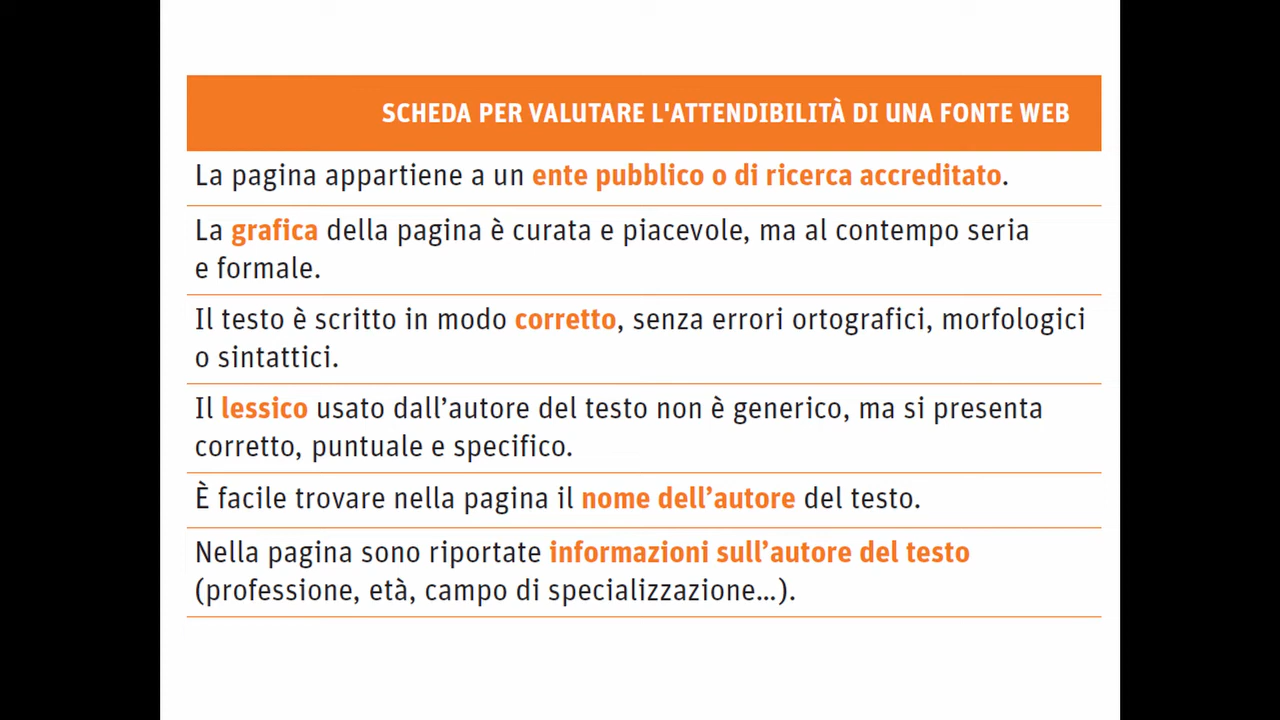 SCHEDA PER VALUTARE L'ATTENDIBILITÀ DI UNA FONTE WEB
La pagina appartiene a un ente pubblico o di ricerca accreditato.
La grafica della pagina è curata e piacevole, ma al contempo seria
e formale.
Il testo è scritto in modo corretto, senza errori ortografici, morfologici
o sintattici.
Il lessico usato dall’autore del testo non è generico, ma si presenta
corretto, puntuale e specifico.
È facile trovare nella pagina il nome dell’autore del testo.
Nella pagina sono riportate informazioni sull’autore del testo
(professione, età, campo di specializzazione…).